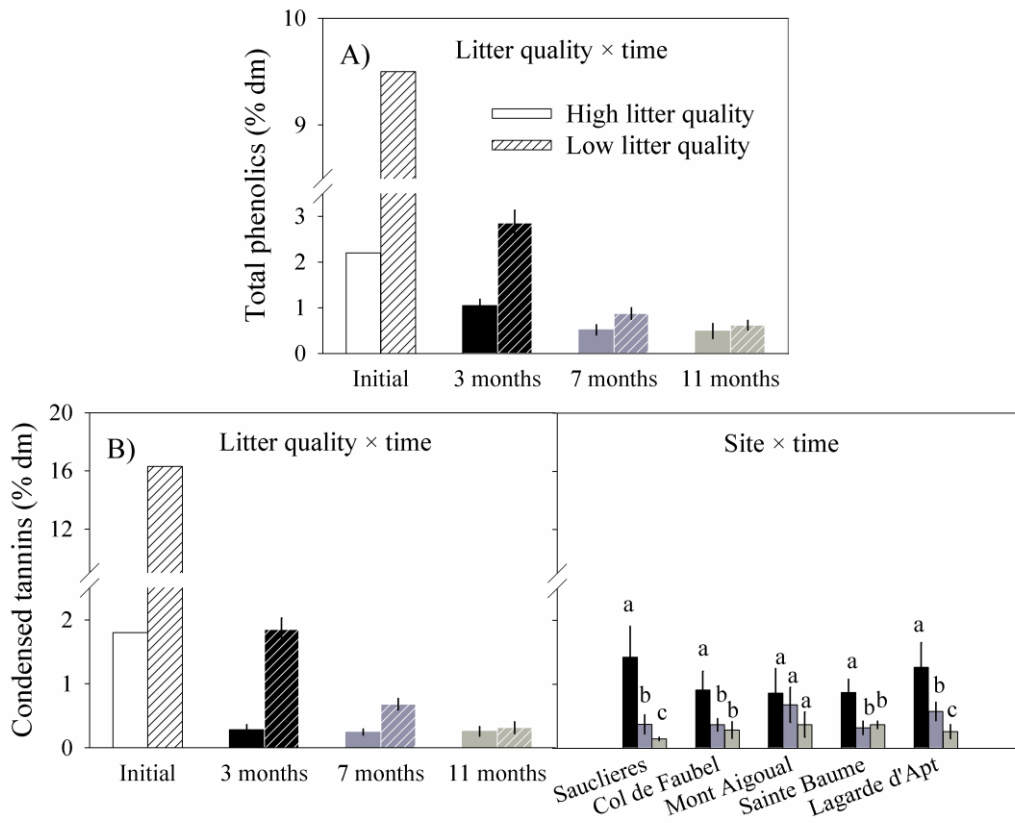 10
A)
Litter quality × time
High litter quality
9
Low litter quality
Total phenolics (% dm)
3
2
1
0
Initial
3 months
7 months
11 months
20
B)
Litter quality × time
Site × time
16
12
Condensed tannins (% dm)
2
1
0
a
b
c
a
b
b
a
a
a
a
b
b
a
b
c
Initial
3 months
7 months
11 months
Sauclieres
Col de Faubel
Mont Aigoual
Sainte Baume
Lagarde d'Apt